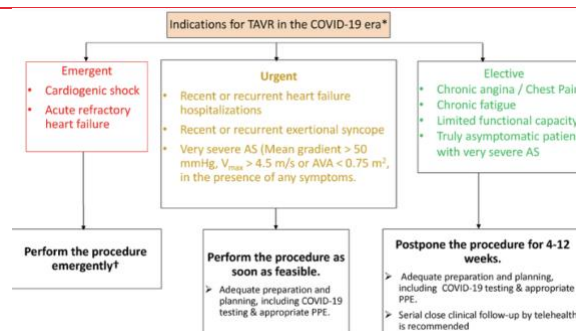 Indications for TAVR in the COVID-19 era*
Emergent
• Cardiogenic shock
• Acute refractory
heart failure
Urgent
• Recent or recurrent heart failure
hospitalizations
• Recent or recurrent exertional syncope
• Very severe AS (Mean gradient > 50
mmHg, Vmax > 4.5 m/s or AVA < 0.75 m²,
in the presence of any symptoms.
Elective
• Chronic angina / Chest Pain
• Chronic fatigue
• Limited functional capacity
• Truly asymptomatic patien
with very severe AS
Perform the procedure
emergently†
Perform the procedure as
soon as feasible.
➢ Adequate preparation and
planning, including COVID-19
testing & appropriate PPE.
Postpone the procedure for 4-12
weeks.
➢ Adequate preparation and planning,
including COVID-19 testing & appropriate
PPE.
➢ Serial close clinical follow-up by telehealth
is recommended